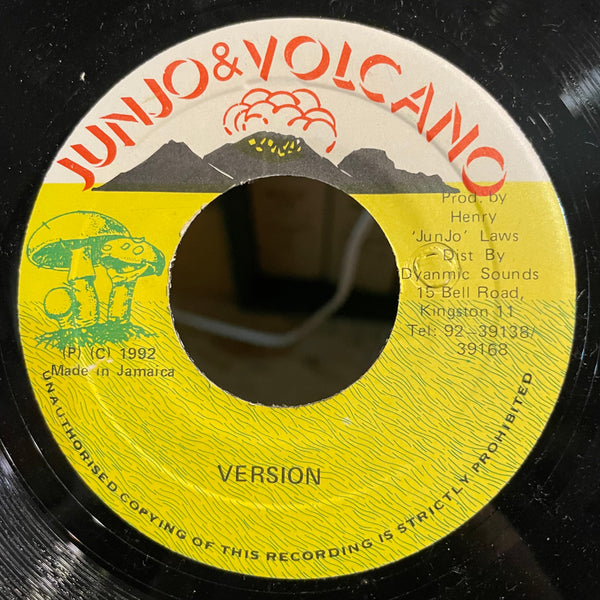 JUNJO & VOLCANO
Prod. by
Henry
'JunJo' Laws
Dist By
Dyanmic Sounds
15 Bell Road,
Kingston 11
Tel: 92-39138/
39168
(P) (C) 1992
Made in Jamaica
VERSION
UNAUTHORISED COPYING OF THIS RECORDING IS STRICTLY PROHIBITED